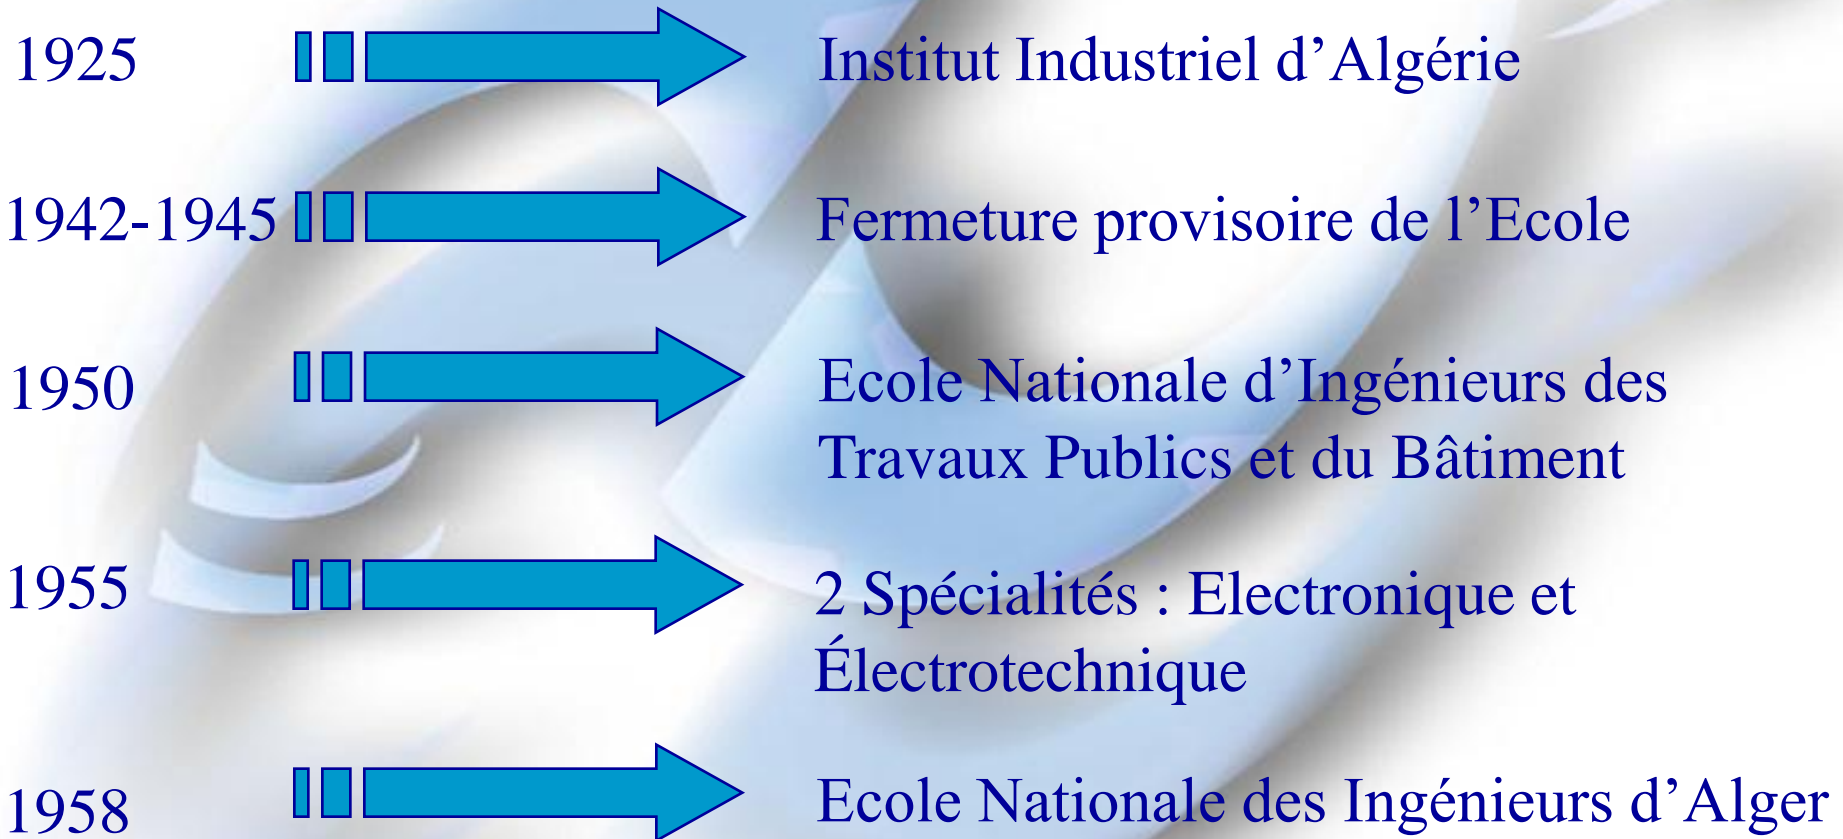 1925 Institut Industriel d’Algérie
1942-1945 Fermeture provisoire de l’Ecole
1950 Ecole Nationale d’Ingénieurs des
Travaux Publics et du Bâtiment
1955 2 Spécialités : Electronique et
Électrotechnique
1958 Ecole Nationale des Ingénieurs d’Alger